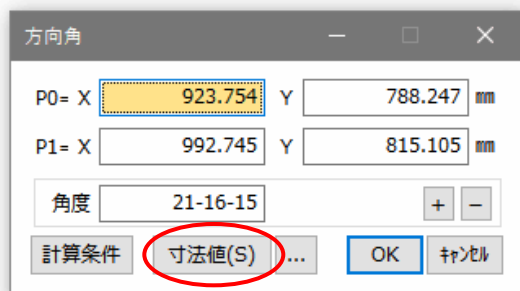 方向角
P0= X 923.754 Y 788.247 mm
P1= X 992.745 Y 815.105 mm
角度 21-16-15 + −
計算条件 寸法値(S) ... OK ｷｬﾝｾﾙ